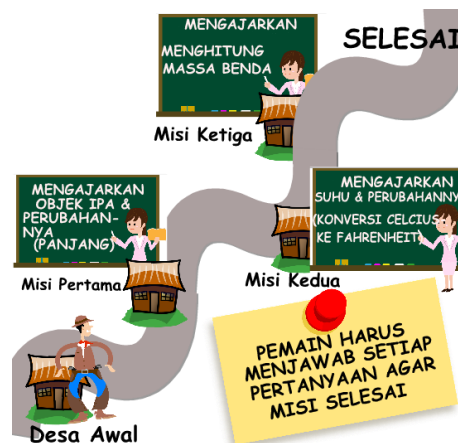 SELESAI
MENGAJARKAN
MENGHITUNG
MASSA BENDA
Misi Ketiga
MENGAJARKAN
OBJEK IPA &
PERUBAHAN-
NYA
(PANJANG)
Misi Pertama
MENGAJARKAN
SUHU & PERUBAHANNY
(KONVERSI CELCIUS
KE FAHRENHEIT)
Misi Kedua
PEMAIN HARUS
MENJAWAB SETIAP
PERTANYAAN AGAR
MISI SELESAI
Desa Awal